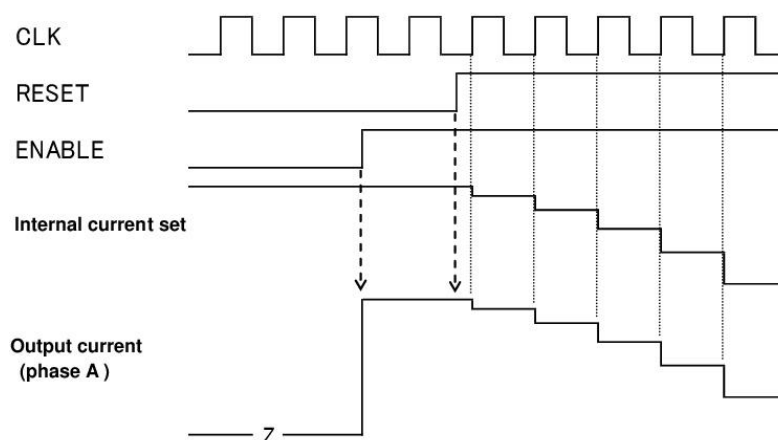 CLK
RESET
ENABLE
Internal current set
Output current
(phase A )
Z